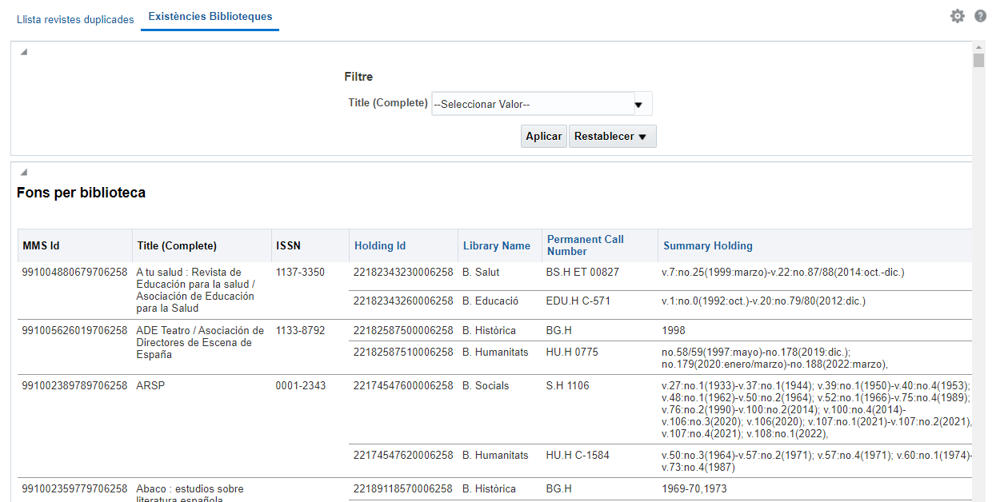 Llista revistes duplicades Existències Biblioteques
Filtre
Title (Complete) --Seleccionar Valor--
Aplicar Restablecer
Fons per biblioteca
MMS Id Title (Complete) ISSN Holding Id Library Name Permanent Call Number Summary Holding
991004880679706258 A tu salud : Revista de 1137-3350 22182343230006258 B. Salut BS.H ET 00827 v.7:no.25(1999:marzo)-v.22:no.87/88(2014:oct.-dic.)
Educación para la salud /
Asociación de Educación
para la Salud
22182343260006258 B. Educació EDU.H C-571 v.1:no.0(1992:oct.)-v.20:no.79/80(2012:dic.)
991005626019706258 ADE Teatro / Asociación de 1133-8792 22182587500006258 B. Històrica BG.H 1998
Directores de Escena de
España
22182587510006258 B. Humanitats HU.H 0775 no.58/59(1997:mayo)-no.178(2019:dic.);
no.179(2020:enero/marzo)-no.188(2022:marzo),
991002389789706258 ARSP 0001-2343 22174547600006258 B. Socials S.H 1106 v.27:no.1(1933)-v.37:no.1(1944); v.39:no.1(1950)-v.40:no.4(1953);
v.48:no.1(1962)-v.50:no.2(1964); v.52:no.1(1966)-v.75:no.4(1989);
v.76:no.2(1990)-v.100:no.2(2014); v.100:no.4(2014)-
v.106:no.3(2020); v.106(2020); v.107:no.1(2021)-v.107:no.2(2021),
v.107:no.4(2021); v.108:no.1(2022),
22174547620006258 B. Humanitats HU.H C-1584 v.50:no.3(1964)-v.57:no.2(1971); v.57:no.4(1971); v.60:no.1(1974)-
v.73:no.4(1987)
991002359779706258 Abaco : estudios sobre 22189118570006258 B. Històrica BG.H 1969-70,1973
literatura española